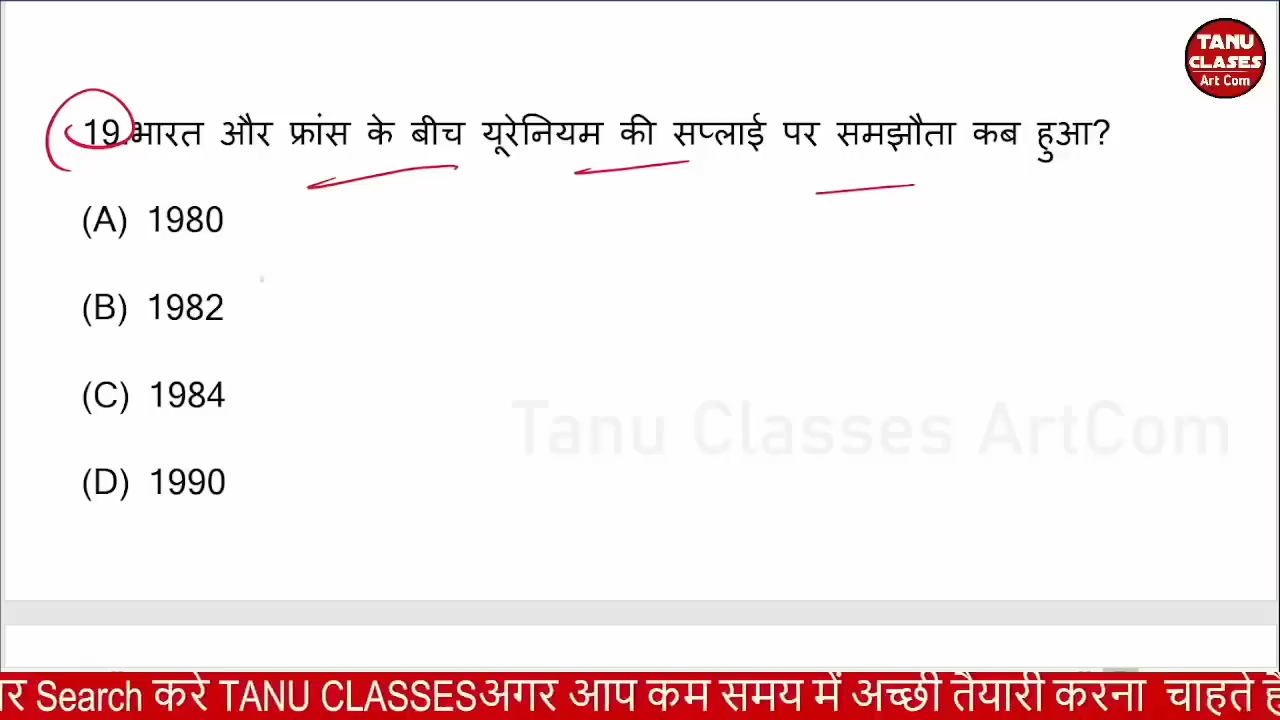 TANU
CLASES
Art Com
19.भारत और फ्रांस के बीच यूरेनियम की सप्लाई पर समझौता कब हुआ?
(A) 1980
(B) 1982
(C) 1984
(D) 1990
Tanu Classes ArtCom
Search करे TANU CLASSESअगर आप कम समय में अच्छी तैयारी करना चाहते